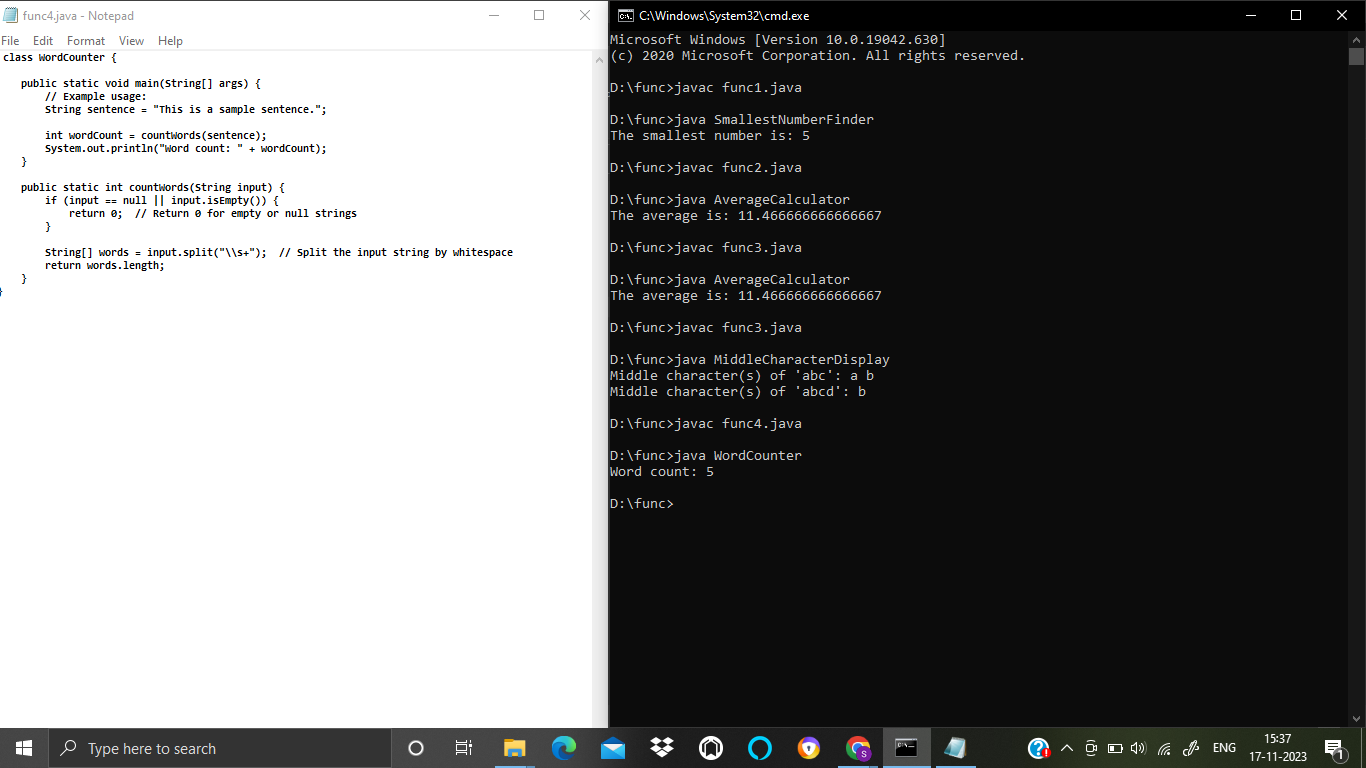 func4.java - Notepad
File Edit Format View Help
class WordCounter {
public static void main(String[] args) {
// Example usage:
String sentence = "This is a sample sentence.";
int wordCount = countWords(sentence);
System.out.println("Word count: " + wordCount);
}
public static int countWords(String input) {
if (input == null || input.isEmpty()) {
return 0;  // Return 0 for empty or null strings
}
String[] words = input.split("\\s+");  // Split the input string by whitespace
return words.length;
}
}
C:\Windows\System32\cmd.exe
Microsoft Windows [Version 10.0.19042.630]
(c) 2020 Microsoft Corporation. All rights reserved.
D:\func>javac func1.java
D:\func>java SmallestNumberFinder
The smallest number is: 5
D:\func>javac func2.java
D:\func>java AverageCalculator
The average is: 11.466666666666667
D:\func>javac func3.java
D:\func>java AverageCalculator
The average is: 11.466666666666667
D:\func>javac func3.java
D:\func>java MiddleCharacterDisplay
Middle character(s) of 'abc': a b
Middle character(s) of 'abcd': b
D:\func>javac func4.java
D:\func>java WordCounter
Word count: 5
D:\func>
Type here to search
ENG
15:37
17-11-2023
1